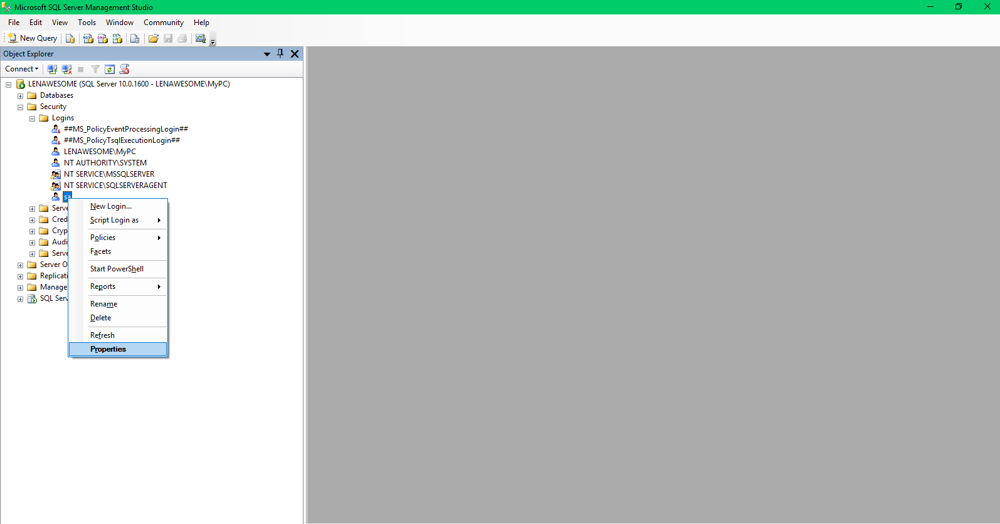 Microsoft SQL Server Management Studio
File Edit View Tools Window Community Help
New Query
Object Explorer
Connect
LENAWESOME (SQL Server 10.0.1600 - LENAWESOME\MyPC)
Databases
Security
Logins
##MS_PolicyEventProcessingLogin##
##MS_PolicyTsqlExecutionLogin##
LENAWESOME\MyPC
NT AUTHORITY\SYSTEM
NT SERVICE\MSSQLSERVER
NT SERVICE\SQLSERVERAGENT
sa
Serve
Cred
Cryp
Audi
Serve
Server O
Replicati
Manage
SQL Serv
New Login...
Script Login as
Policies
Facets
Start PowerShell
Reports
Rename
Delete
Refresh
Properties